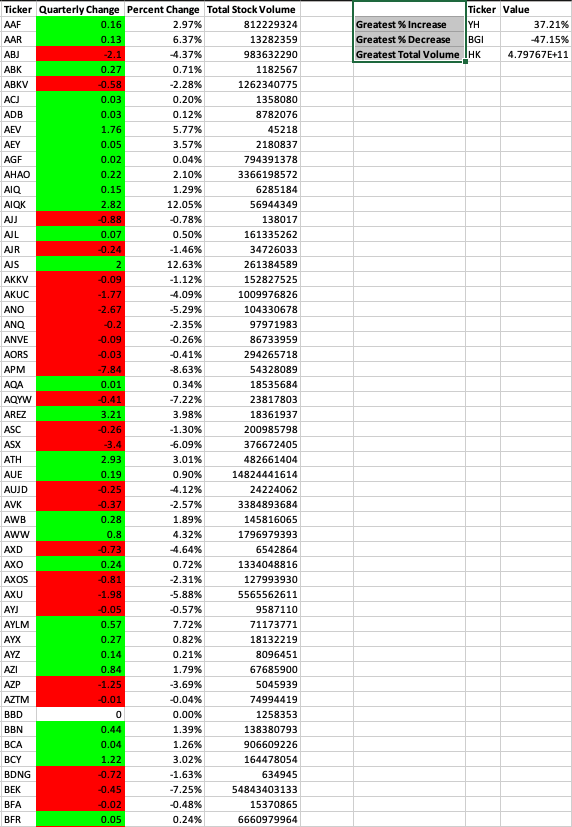 Ticker Quarterly Change Percent Change Total Stock Volume Ticker Value
AAF 0.16 2.97% 812229324 Greatest % Increase YH 37.21%
AAR 0.13 6.37% 13282359 Greatest % Decrease BGI -47.15%
ABJ -2.1 -4.37% 983632290 Greatest Total Volume HK 4.79767E+11
ABK 0.27 0.71% 1182567
ABKV -0.58 -2.28% 1262340775
ACJ 0.03 0.20% 1358080
ADB 0.03 0.12% 8782076
AEV 1.76 5.77% 45218
AEY 0.05 3.57% 2180837
AGF 0.02 0.04% 794391378
AHAO 0.22 2.10% 3366198572
AIQ 0.15 1.29% 6285184
AIQK 2.82 12.05% 56944349
AJJ -0.88 -0.78% 138017
AJL 0.07 0.50% 161335262
AJR -0.24 -1.46% 34726033
AJS 2 12.63% 261384589
AKKV -0.09 -1.12% 152827525
AKUC -1.77 -4.09% 1009976826
ANO -2.67 -5.29% 104330678
ANQ -0.2 -2.35% 97971983
ANVE -0.09 -0.26% 86733959
AORS -0.03 -0.41% 294265718
APM -7.84 -8.63% 54328089
AQA 0.01 0.34% 18535684
AQYW -0.41 -7.22% 23817803
AREZ 3.21 3.98% 18361937
ASC -0.26 -1.30% 200985798
ASX -3.4 -6.09% 376672405
ATH 2.93 3.01% 482661404
AUE 0.19 0.90% 14824441614
AUJD -0.25 -4.12% 24224062
AVK -0.37 -2.57% 3384893684
AWB 0.28 1.89% 145816065
AWW 0.8 4.32% 1796979393
AXD -0.73 -4.64% 6542864
AXO 0.24 0.72% 1334048816
AXOS -0.81 -2.31% 127993930
AXU -1.98 -5.88% 5565562611
AYJ -0.05 -0.57% 9587110
AYLM 0.57 7.72% 71173771
AYX 0.27 0.82% 18132219
AYZ 0.14 0.21% 8096451
AZI 0.84 1.79% 67685900
AZP -1.25 -3.69% 5045939
AZTM -0.01 -0.04% 74994419
BBD 0 0.00% 1258353
BBN 0.44 1.39% 138380793
BCA 0.04 1.26% 906609226
BCY 1.22 3.02% 164478054
BDNG -0.72 -1.63% 634945
BEK -0.45 -7.25% 54843403133
BFA -0.02 -0.48% 15370865
BFR 0.05 0.24% 6660979964